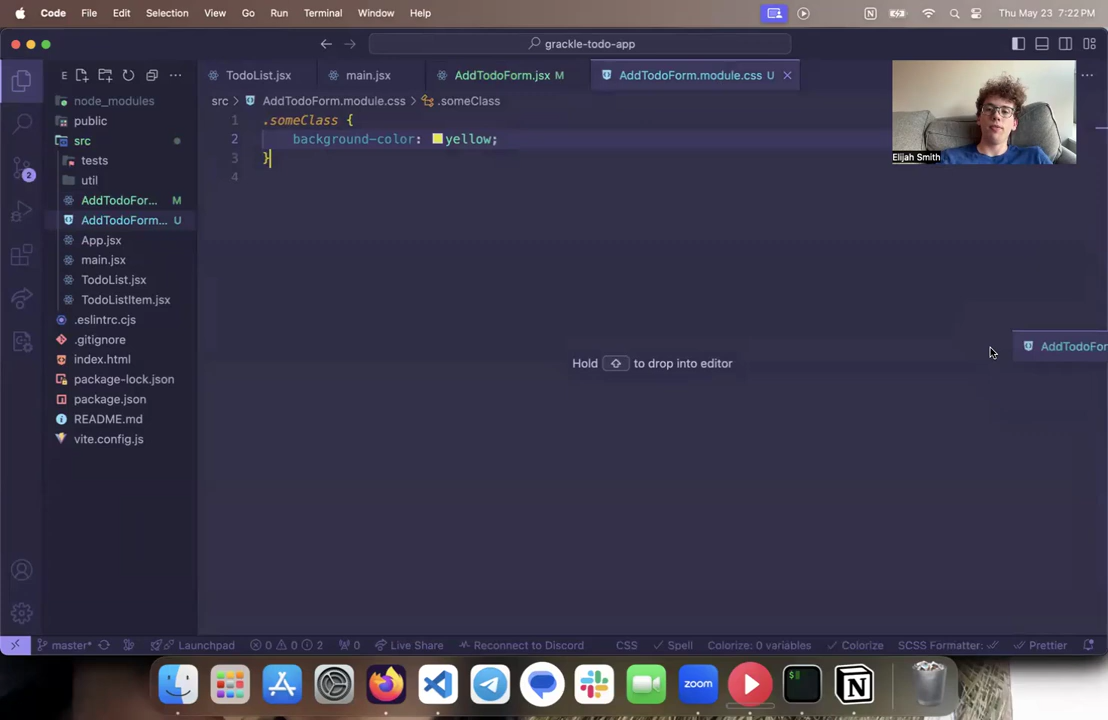 Code File Edit Selection View Go Run Terminal Window Help Thu May 23 7:22 PM
grackle-todo-app
E
TodoList.jsx main.jsx AddTodoForm.jsx M AddTodoForm.module.css U
node_modules
public
src
tests
util
AddTodoFor... M
AddTodoForm... U
App.jsx
main.jsx
TodoList.jsx
TodoListItem.jsx
.eslintrc.cjs
.gitignore
index.html
package-lock.json
package.json
README.md
vite.config.js
2
src > AddTodoForm.module.css > .someClass
1 .someClass {
2 background-color: yellow;
3 }
4
Elijah Smith
Hold to drop into editor
AddTodoFor
master* Launchpad 0 0 2 0 Live Share Reconnect to Discord CSS Spell Colorize: 0 variables Colorize SCSS Formatter: Prettier
zoom
$
N